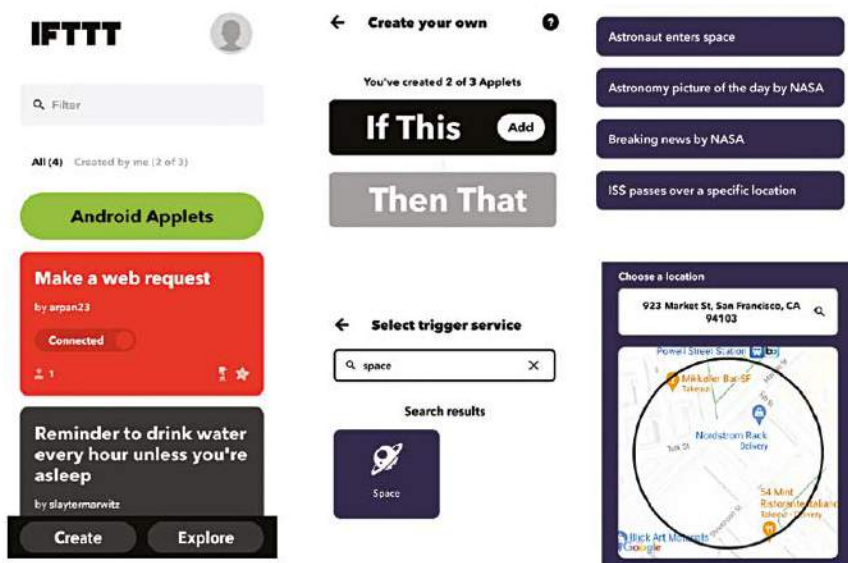 IFTTT
Filter
All (4) Created by me (2 of 3)
Android Applets
Make a web request
by arpan23
Connected
1
Reminder to drink water
every hour unless you're
asleep
by slaytermarwitz
Create Explore
Create your own
?
You've created 2 of 3 Applets
If This Add
Then That
Select trigger service
space
Search results
Space
Astronaut enters space
Astronomy picture of the day by NASA
Breaking news by NASA
ISS passes over a specific location
Choose a location
923 Market St, San Francisco, CA
94103
Powell Street Station
Mikkeller Bar SF
Takeout
Nordstrom Rack
Delivery
Turk St
54 Mint
Ristorante Italiano
Takeout Delivery
Blick Art Materials
Google